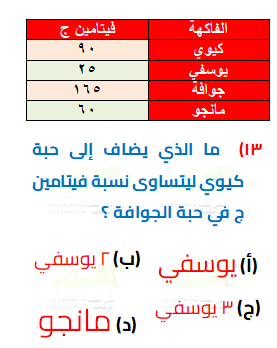 الفاكهة فيتامين ج
كيوي ٩٠
يوسفي ٢٥
جوافة ١٦٥
مانجو ٦٠
١٣) ما الذي يضاف إلى حبة
كيوي ليتساوى نسبة فيتامين
ج في حبة الجوافة ؟
(أ) يوسفي (ب) ٢ يوسفي
(ج) ٣ يوسفي (د) مانجو